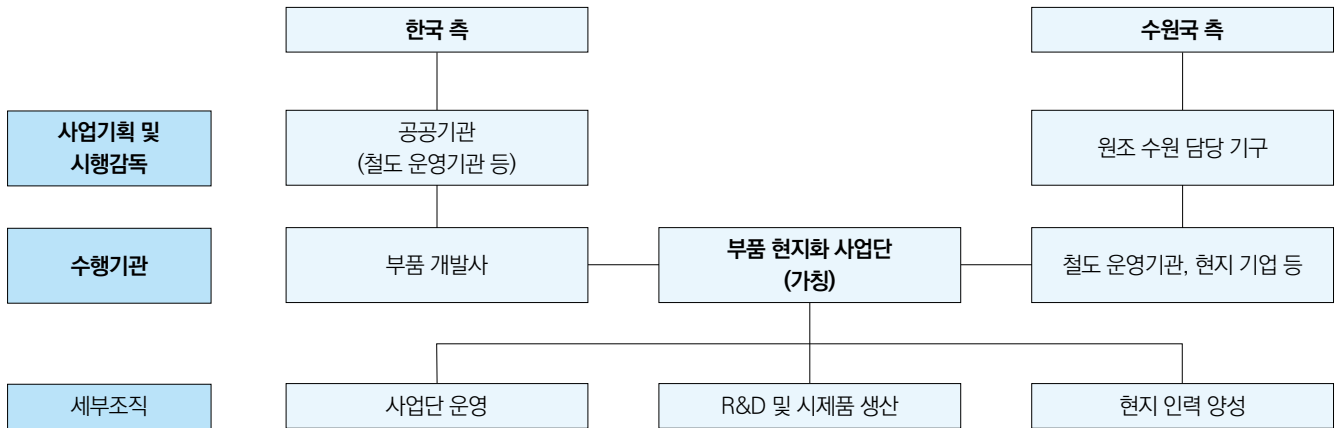 한국 측
수원국 측
사업기획 및
시행감독
공공기관
(철도 운영기관 등)
원조 수원 담당 기구
수행기관
부품 개발사
부품 현지화 사업단
(가칭)
철도 운영기관, 현지 기업 등
세부조직
사업단 운영
R&D 및 시제품 생산
현지 인력 양성